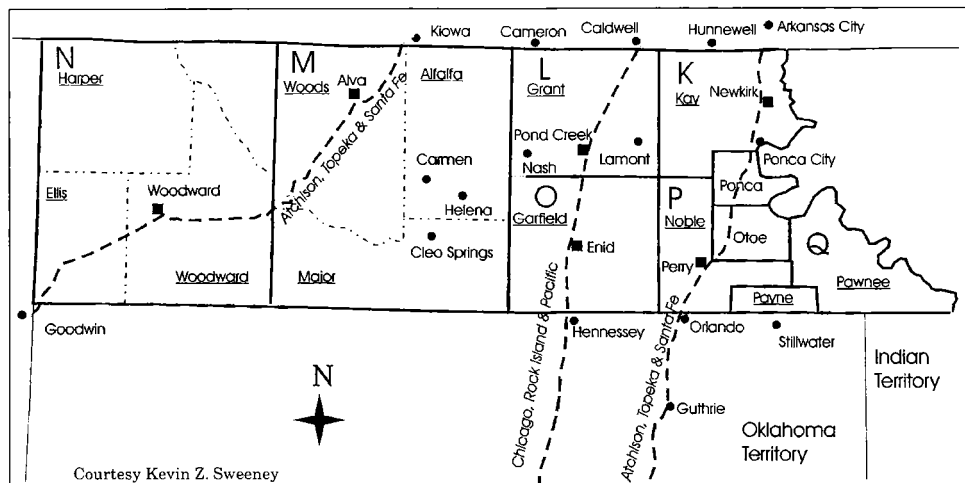 Kiowa
Cameron
Caldwell
Hunnewell
Arkansas City
N
Harper
M
Woods
Alva
Alfalfa
L
Grant
K
Kay
Newkirk
Atchison, Topeka & Santa Fe
Pond Creek
Nash
Lamont
Ponca City
Carmen
Helena
Cleo Springs
Ellis
Woodward
Woodward
Major
O
Garfield
Enid
P
Noble
Ponca
Otoe
Q
Perry
Pawnee
Payne
Goodwin
Hennessey
Orlando
Stillwater
Chicago, Rock Island & Pacific
Atchison, Topeka & Santa Fe
Guthrie
Indian
Territory
Oklahoma
Territory
N
Courtesy Kevin Z. Sweeney